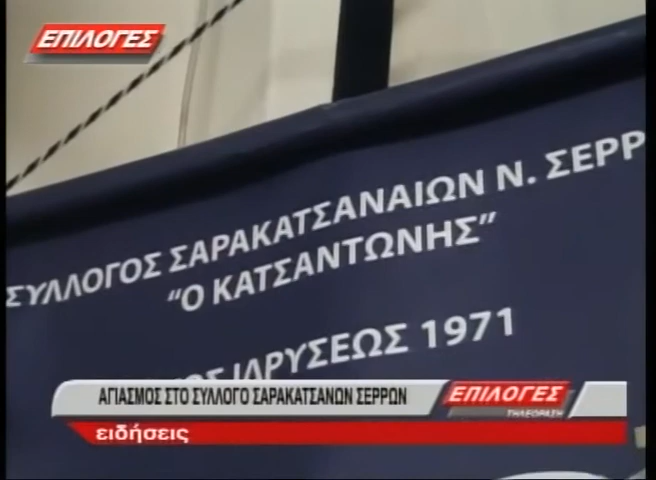 ΕΠΙΛΟΓΕΣ
ΣΥΛΛΟΓΟΣ ΣΑΡΑΚΑΤΣΑΝΑΙΩΝ Ν. ΣΕΡΡ
“Ο ΚΑΤΣΑΝΤΩΝΗΣ”
ΙΔΡΥΣΕΩΣ 1971
ΑΓΙΑΣΜΟΣ ΣΤΟ ΣΥΛΛΟΓΟ ΣΑΡΑΚΑΤΣΑΝΩΝ ΣΕΡΡΩΝ
ΕΠΙΛΟΓΕΣ
ΤΗΛΕΟΡΑΣΗ
ειδήσεις